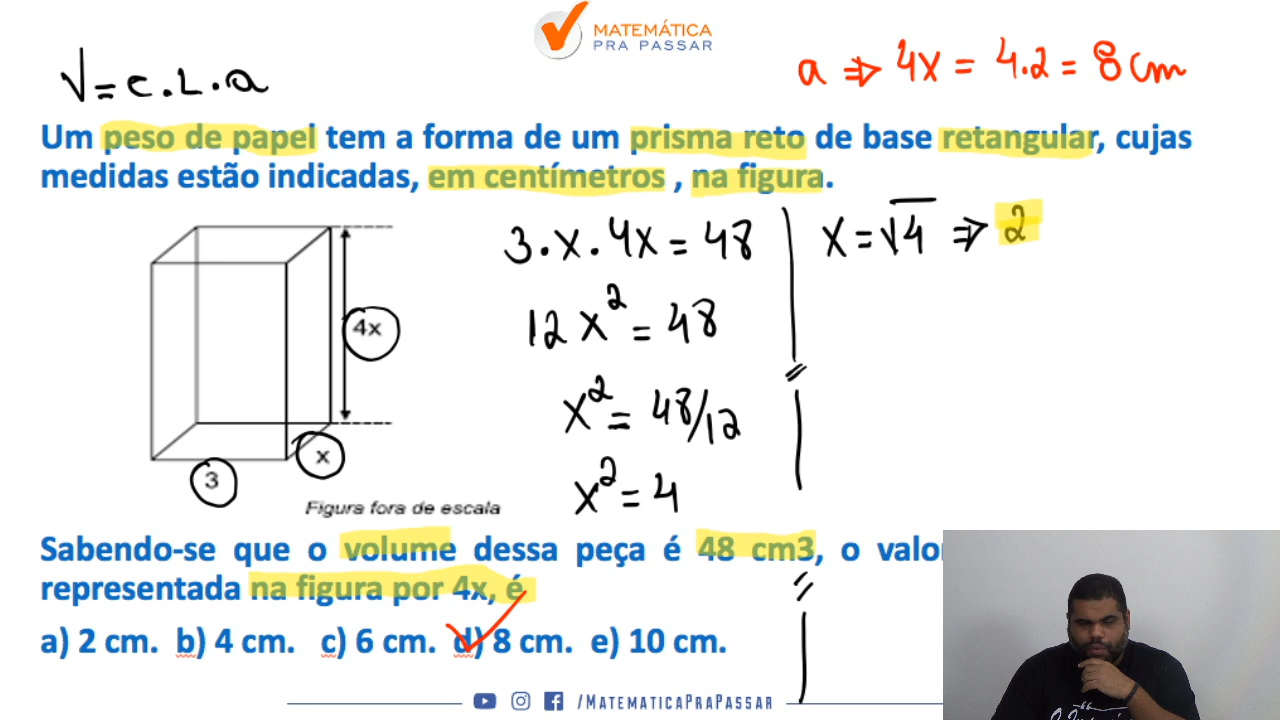 MATEMÁTICA
PRA PASSAR
V = C.L.a
a ⇒ 4x = 4.2 = 8cm
Um peso de papel tem a forma de um prisma reto de base retangular, cujas
medidas estão indicadas, em centímetros , na figura.
4x
x
3
Figura fora de escala
3.x.4x = 48
12x² = 48
x² = 48/12
x² = 4
x = √4 ⇒ 2
Sabendo-se que o volume dessa peça é 48 cm3, o
representada na figura por 4x, é
a) 2 cm. b) 4 cm. c) 6 cm. d) 8 cm. e) 10 cm.
/MATEMATICAPRAPASSAR